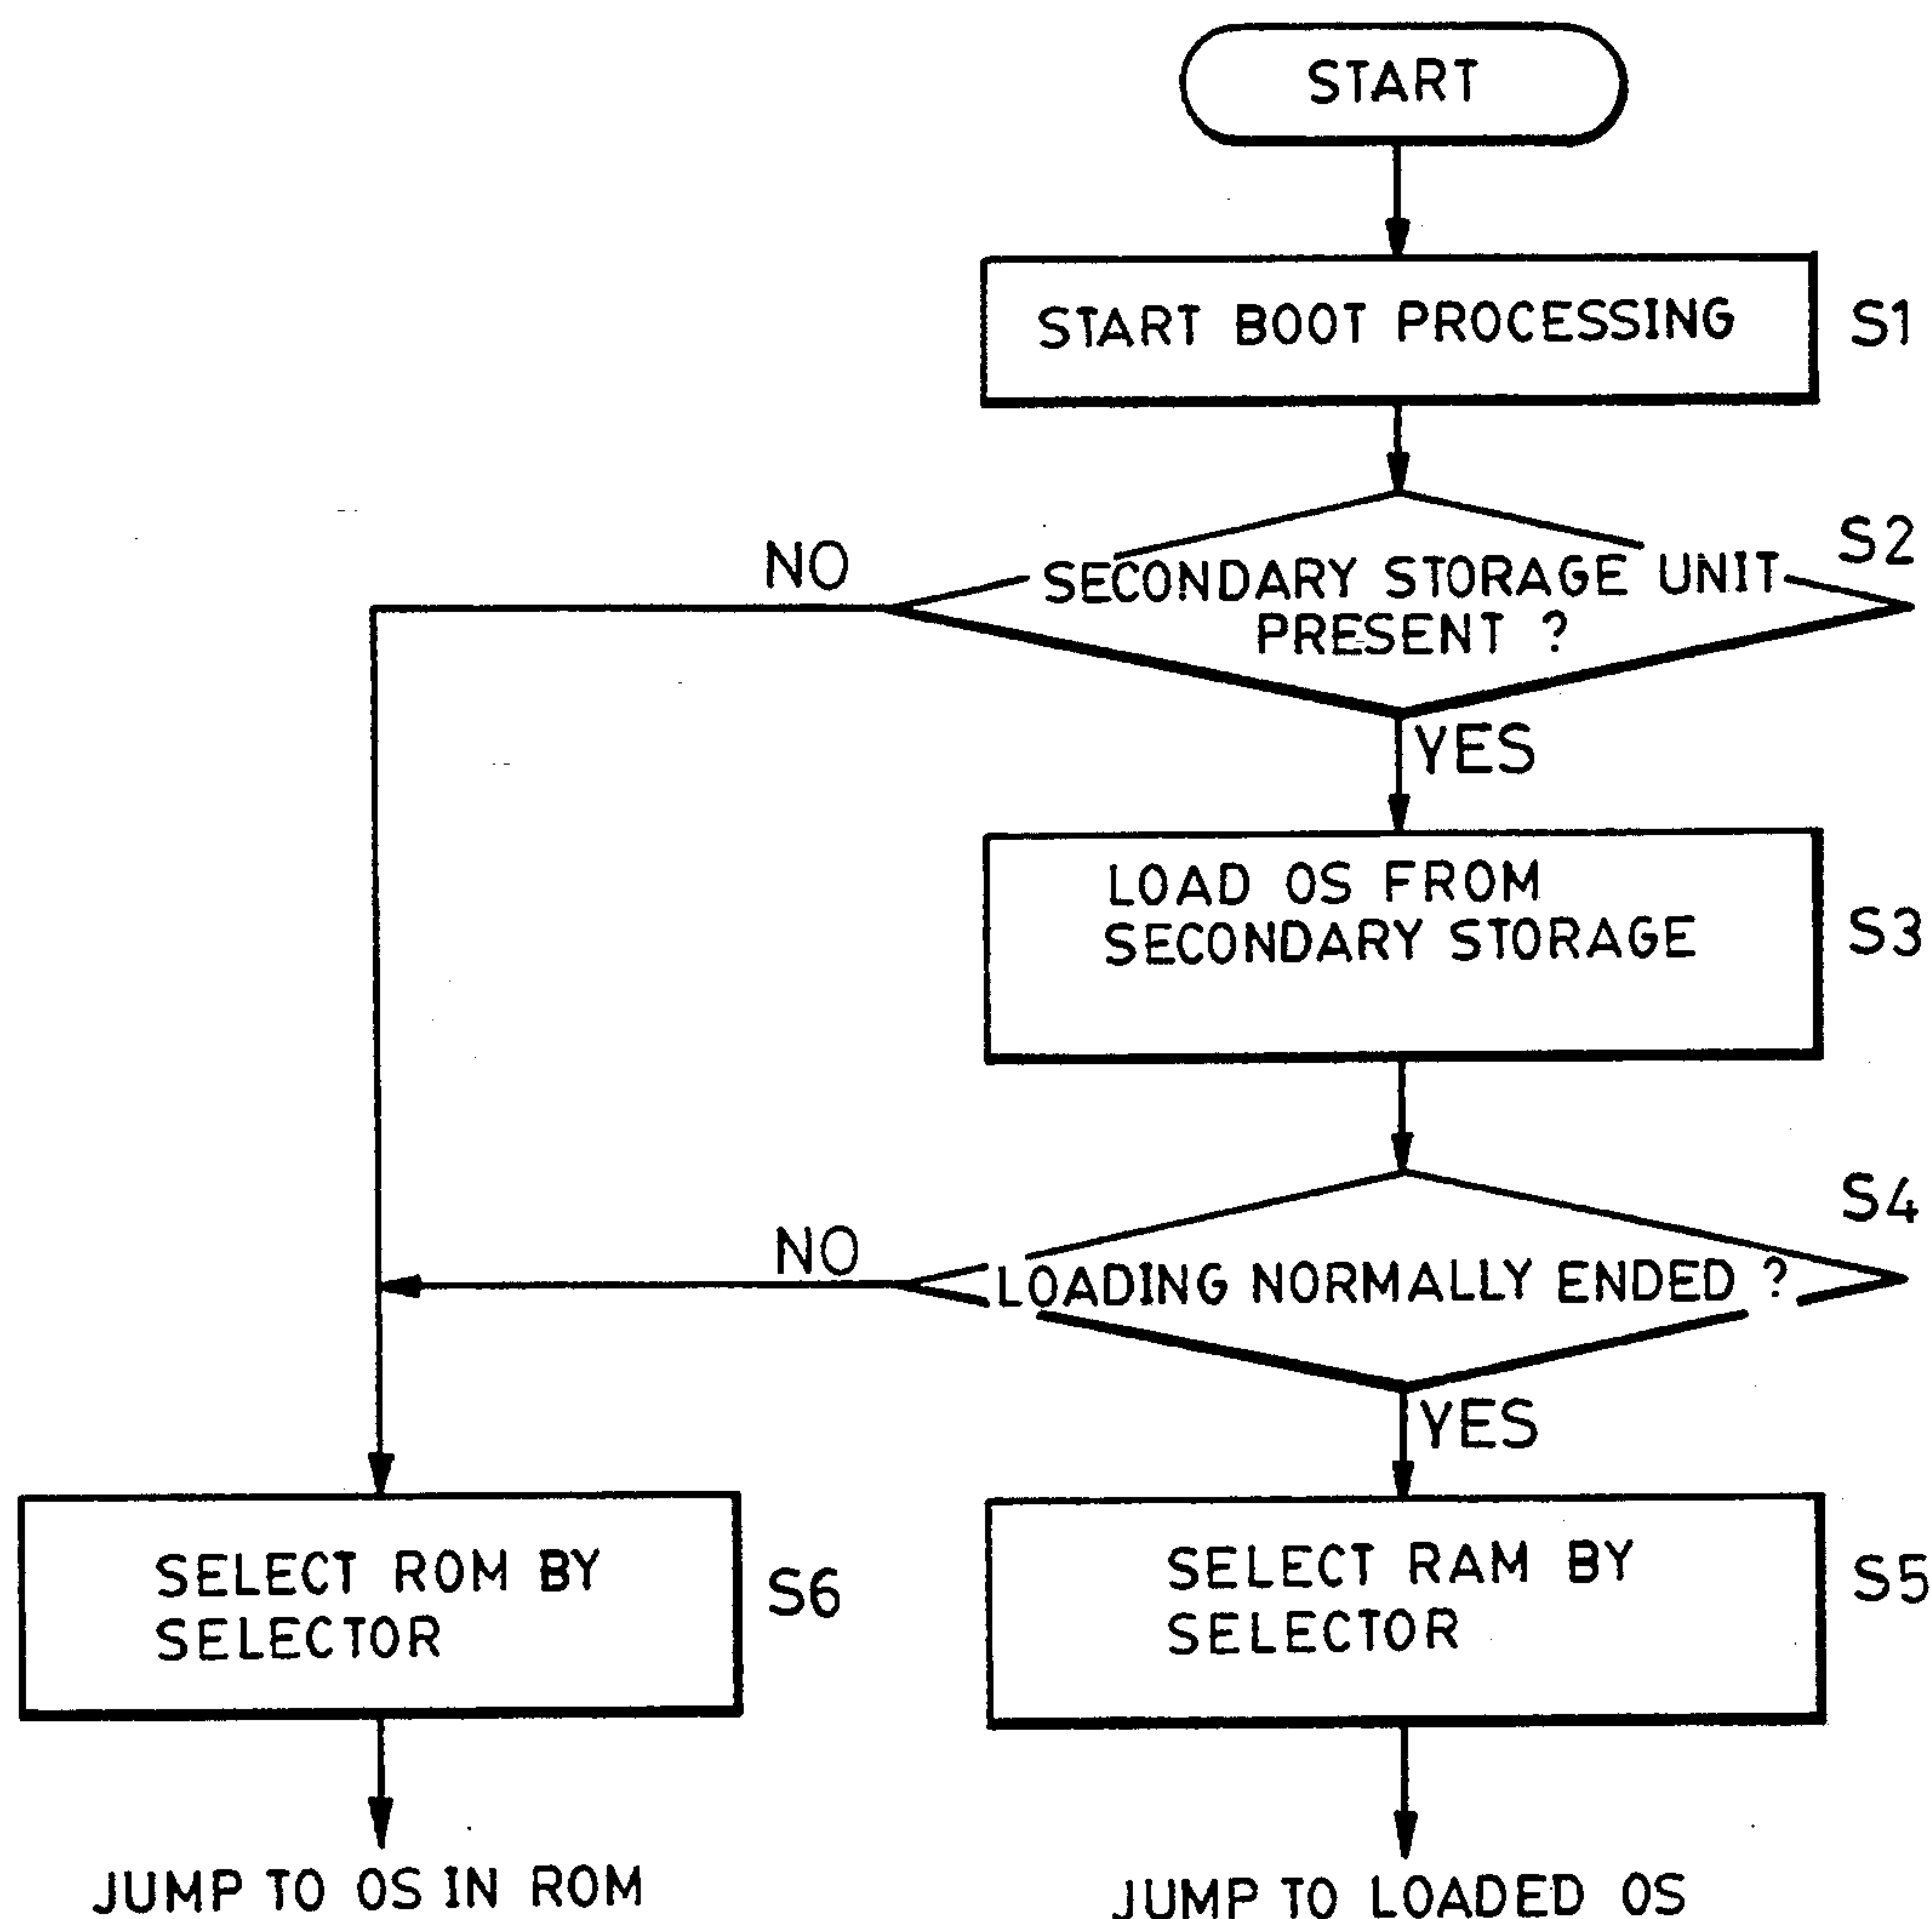 START
START BOOT PROCESSING
S1
S2
NO
SECONDARY STORAGE UNIT
PRESENT ?
YES
LOAD OS FROM
SECONDARY STORAGE
S3
S4
NO
LOADING NORMALLY ENDED ?
YES
SELECT ROM BY
SELECTOR
S6
SELECT RAM BY
SELECTOR
S5
JUMP TO OS IN ROM
JUMP TO LOADED OS